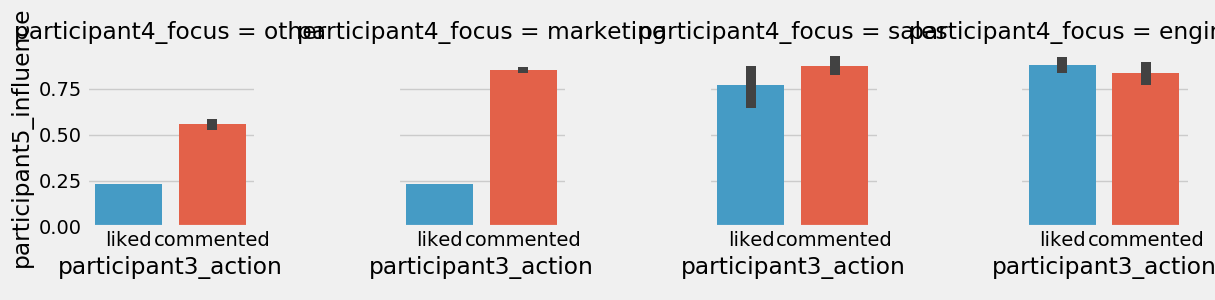 participant4_focus = other
participant4_focus = marketing
participant4_focus = sales
participant4_focus = engin
participant5_influence
0.75
0.50
0.25
0.00
liked commented
liked commented
liked commented
liked commented
participant3_action
participant3_action
participant3_action
participant3_action